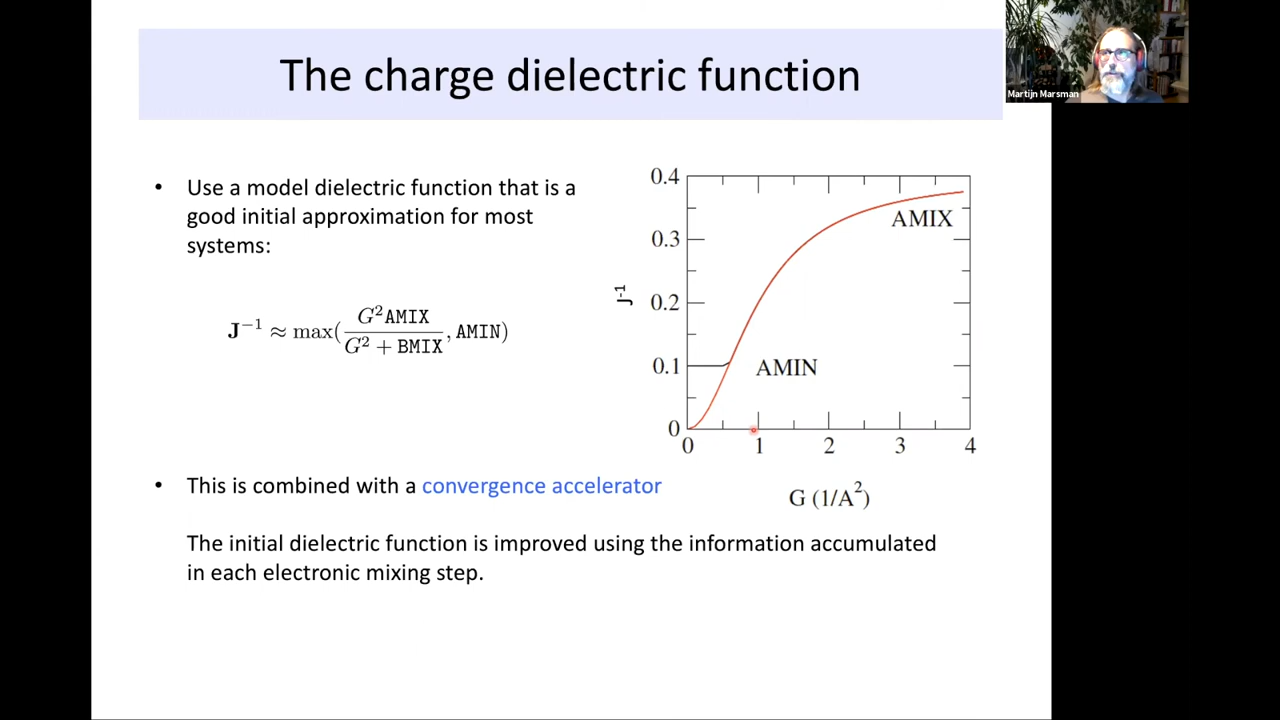 The charge dielectric function
Martijn Marsman
• Use a model dielectric function that is a
good initial approximation for most
systems:
J⁻¹ ≈ max( G²AMIX / G² + BMIX , AMIN)
0.4
0.3
0.2
0.1
0
J⁻¹
AMIX
AMIN
0 1 2 3 4
G (1/A²)
• This is combined with a convergence accelerator
The initial dielectric function is improved using the information accumulated
in each electronic mixing step.